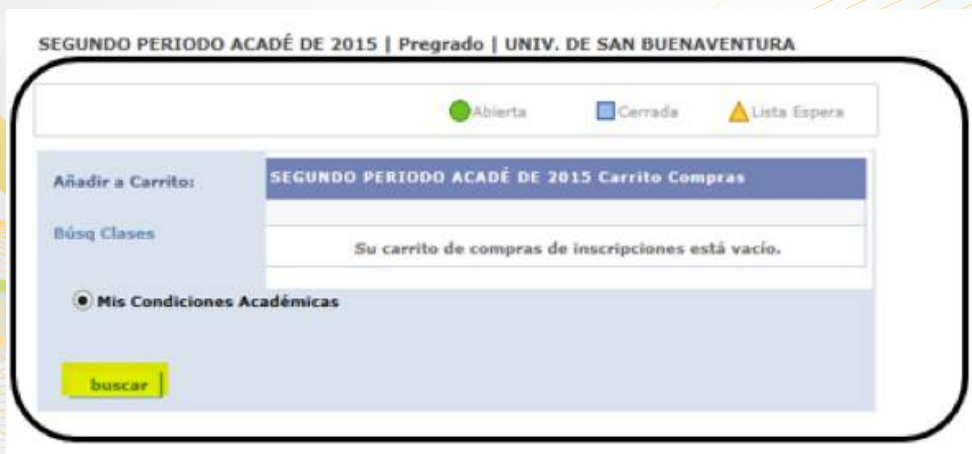 SEGUNDO PERIODO ACADÉ DE 2015 | Pregrado | UNIV. DE SAN BUENAVENTURA
Abierta Cerrada Lista Espera
Añadir a Carrito:
SEGUNDO PERIODO ACADÉ DE 2015 Carrito Compras
Búsq Clases
Su carrito de compras de inscripciones está vacío.
Mis Condiciones Académicas
buscar